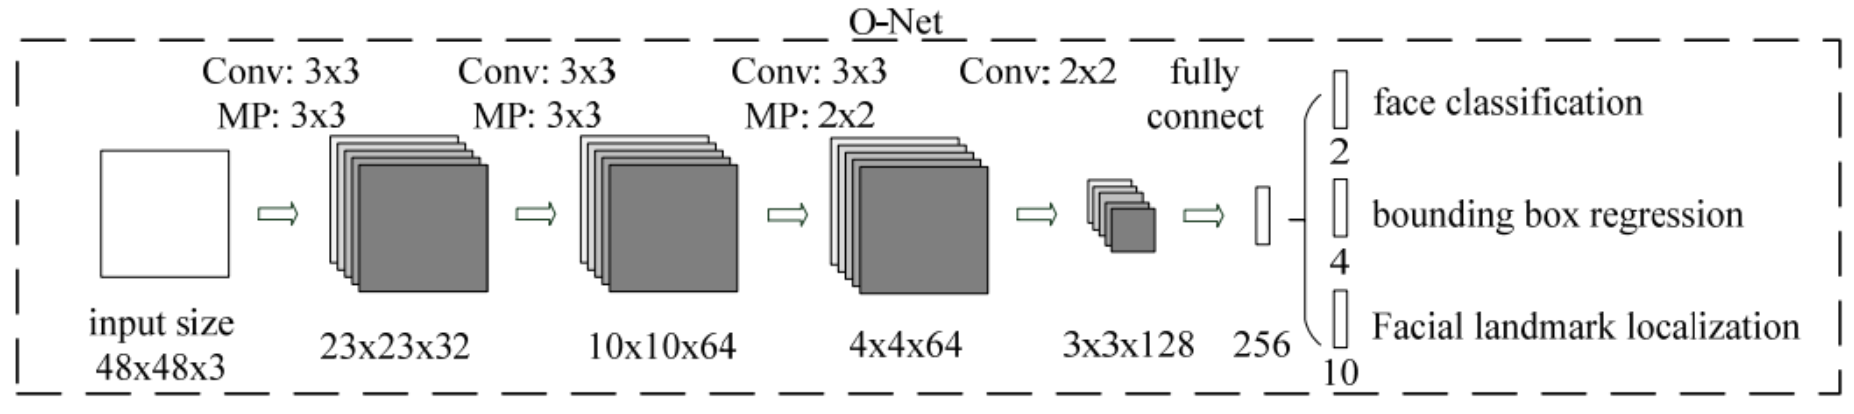 O-Net
Conv: 3x3
MP: 3x3
Conv: 3x3
MP: 3x3
Conv: 3x3
MP: 2x2
Conv: 2x2
fully
connect
input size
48x48x3
23x23x32
10x10x64
4x4x64
3x3x128
256
face classification
2
bounding box regression
4
Facial landmark localization
10